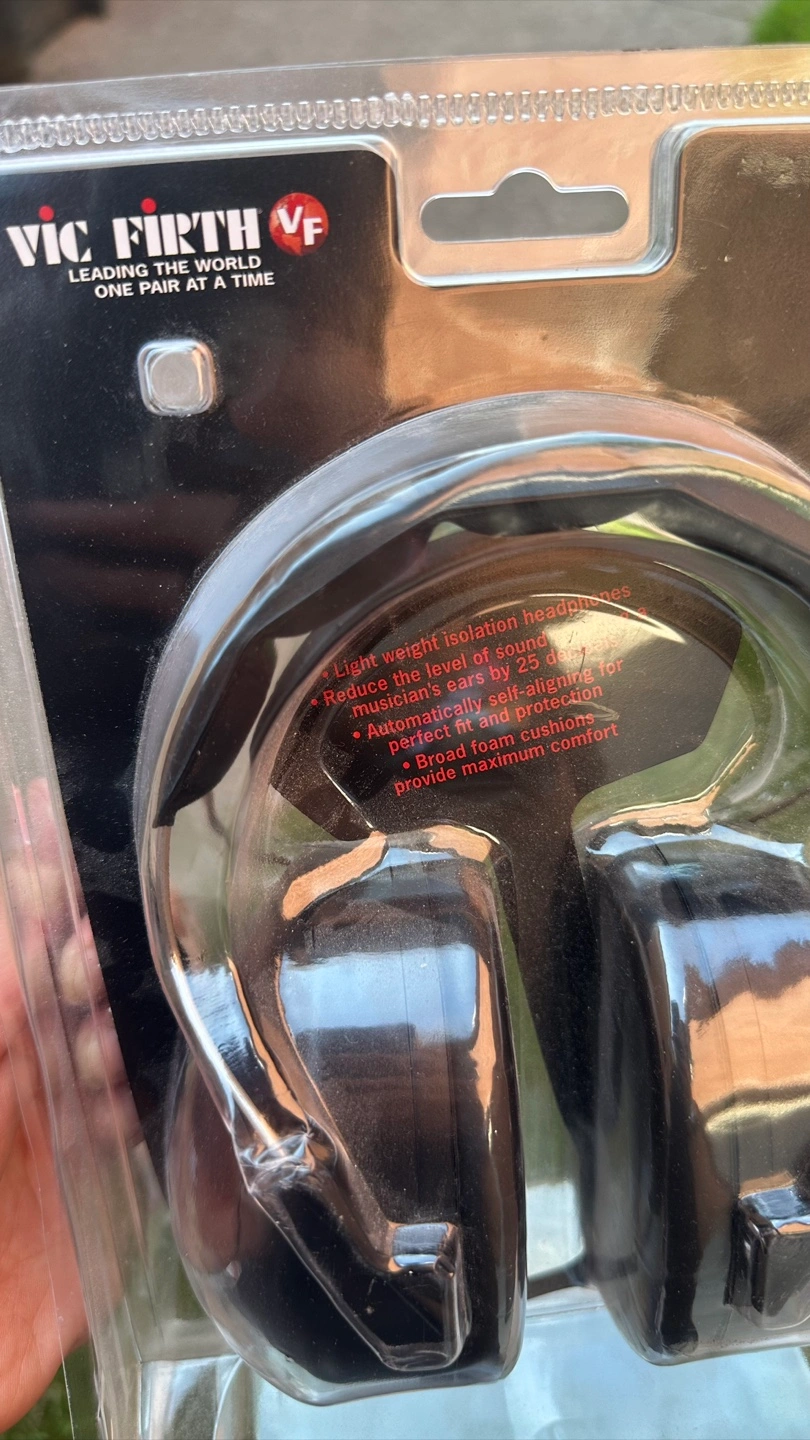 VIC FIRTH VF
LEADING THE WORLD
ONE PAIR AT A TIME
• Light weight isolation headphones
• Reduce the level of sound
musician's ears by 25
• Automatically self-aligning for
perfect fit and protection
• Broad foam cushions
provide maximum comfort